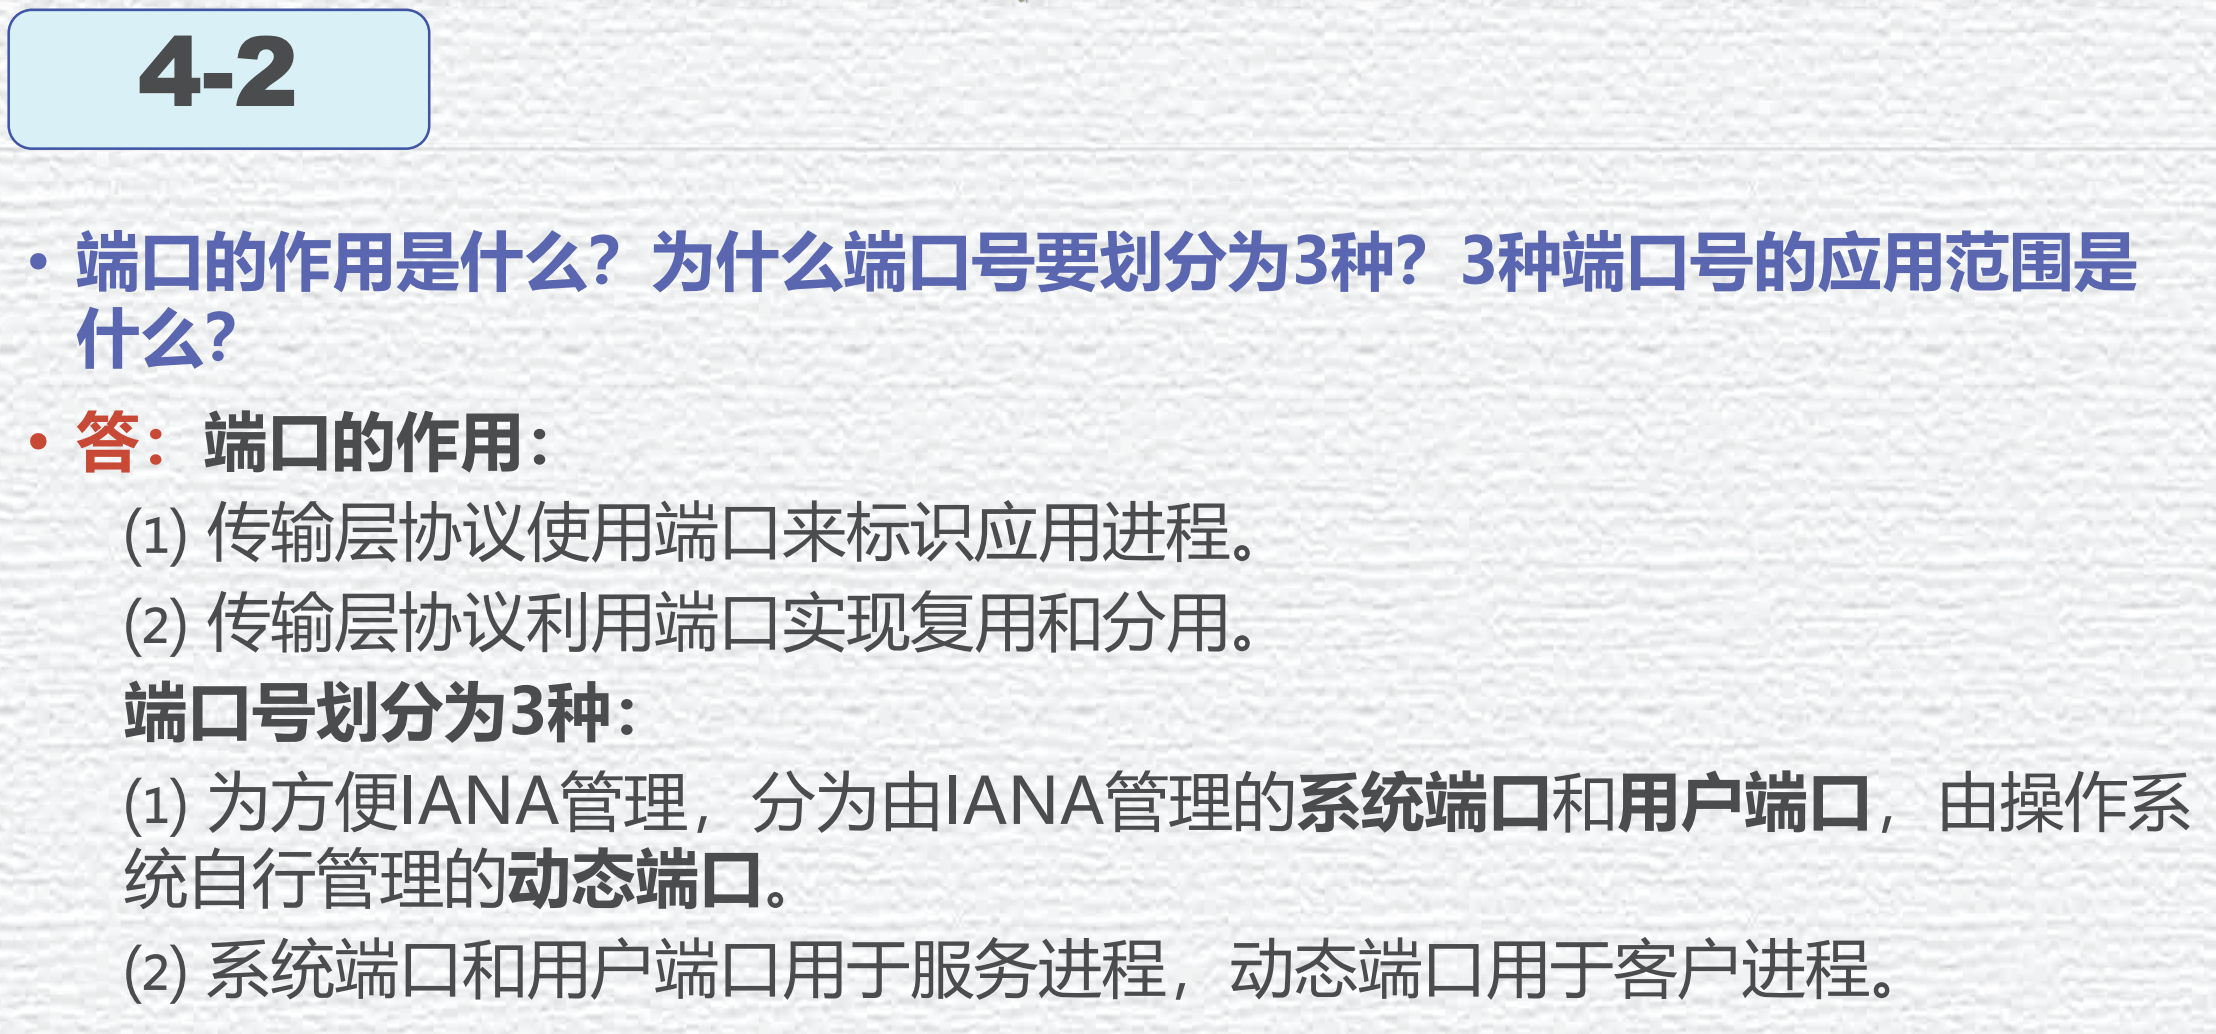 4-2
• 端口的作用是什么？为什么端口号要划分为3种？3种端口号的应用范围是
什么？
• 答：端口的作用：
(1) 传输层协议使用端口来标识应用进程。
(2) 传输层协议利用端口实现复用和分用。
端口号划分为3种：
(1) 为方便IANA管理，分为由IANA管理的系统端口和用户端口，由操作系
统自行管理的动态端口。
(2) 系统端口和用户端口用于服务进程，动态端口用于客户进程。